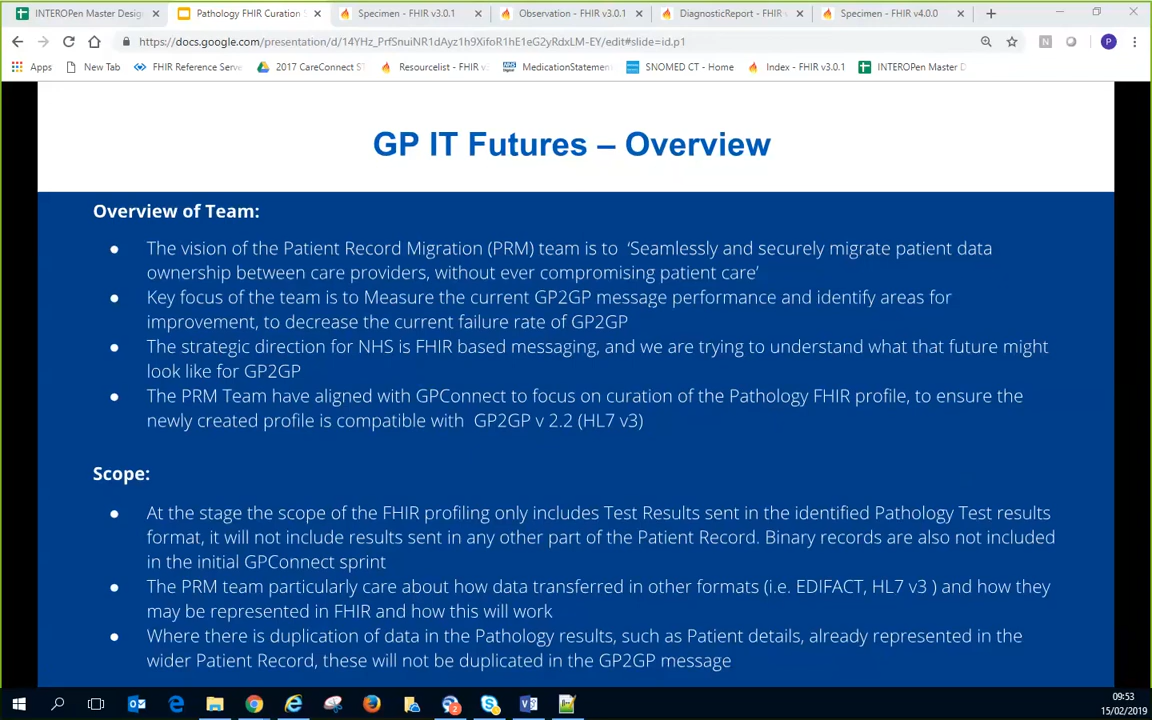 INTEROPen Master Desig
Pathology FHIR Curation S
Specimen - FHIR v3.0.1
Observation - FHIR v3.0.1
DiagnosticReport - FHIR v
Specimen - FHIR v4.0.0
https://docs.google.com/presentation/d/14YHz_PrfSnuiNR1dAyz1h9XifoR1hE1eG2yRdxLM-EY/edit#slide=id.p1
N
P
Apps
New Tab
FHIR Reference Serve
2017 CareConnect ST
Resourcelist - FHIR v
NHS
MedicationStatemen
SNOMED CT - Home
Index - FHIR v3.0.1
INTEROPen Master D
GP IT Futures – Overview
Overview of Team:
● The vision of the Patient Record Migration (PRM) team is to ‘Seamlessly and securely migrate patient data
ownership between care providers, without ever compromising patient care’
● Key focus of the team is to Measure the current GP2GP message performance and identify areas for
improvement, to decrease the current failure rate of GP2GP
● The strategic direction for NHS is FHIR based messaging, and we are trying to understand what that future might
look like for GP2GP
● The PRM Team have aligned with GPConnect to focus on curation of the Pathology FHIR profile, to ensure the
newly created profile is compatible with GP2GP v 2.2 (HL7 v3)
Scope:
● At the stage the scope of the FHIR profiling only includes Test Results sent in the identified Pathology Test results
format, it will not include results sent in any other part of the Patient Record. Binary records are also not included
in the initial GPConnect sprint
● The PRM team particularly care about how data transferred in other formats (i.e. EDIFACT, HL7 v3 ) and how they
may be represented in FHIR and how this will work
● Where there is duplication of data in the Pathology results, such as Patient details, already represented in the
wider Patient Record, these will not be duplicated in the GP2GP message
09:53
15/02/2019